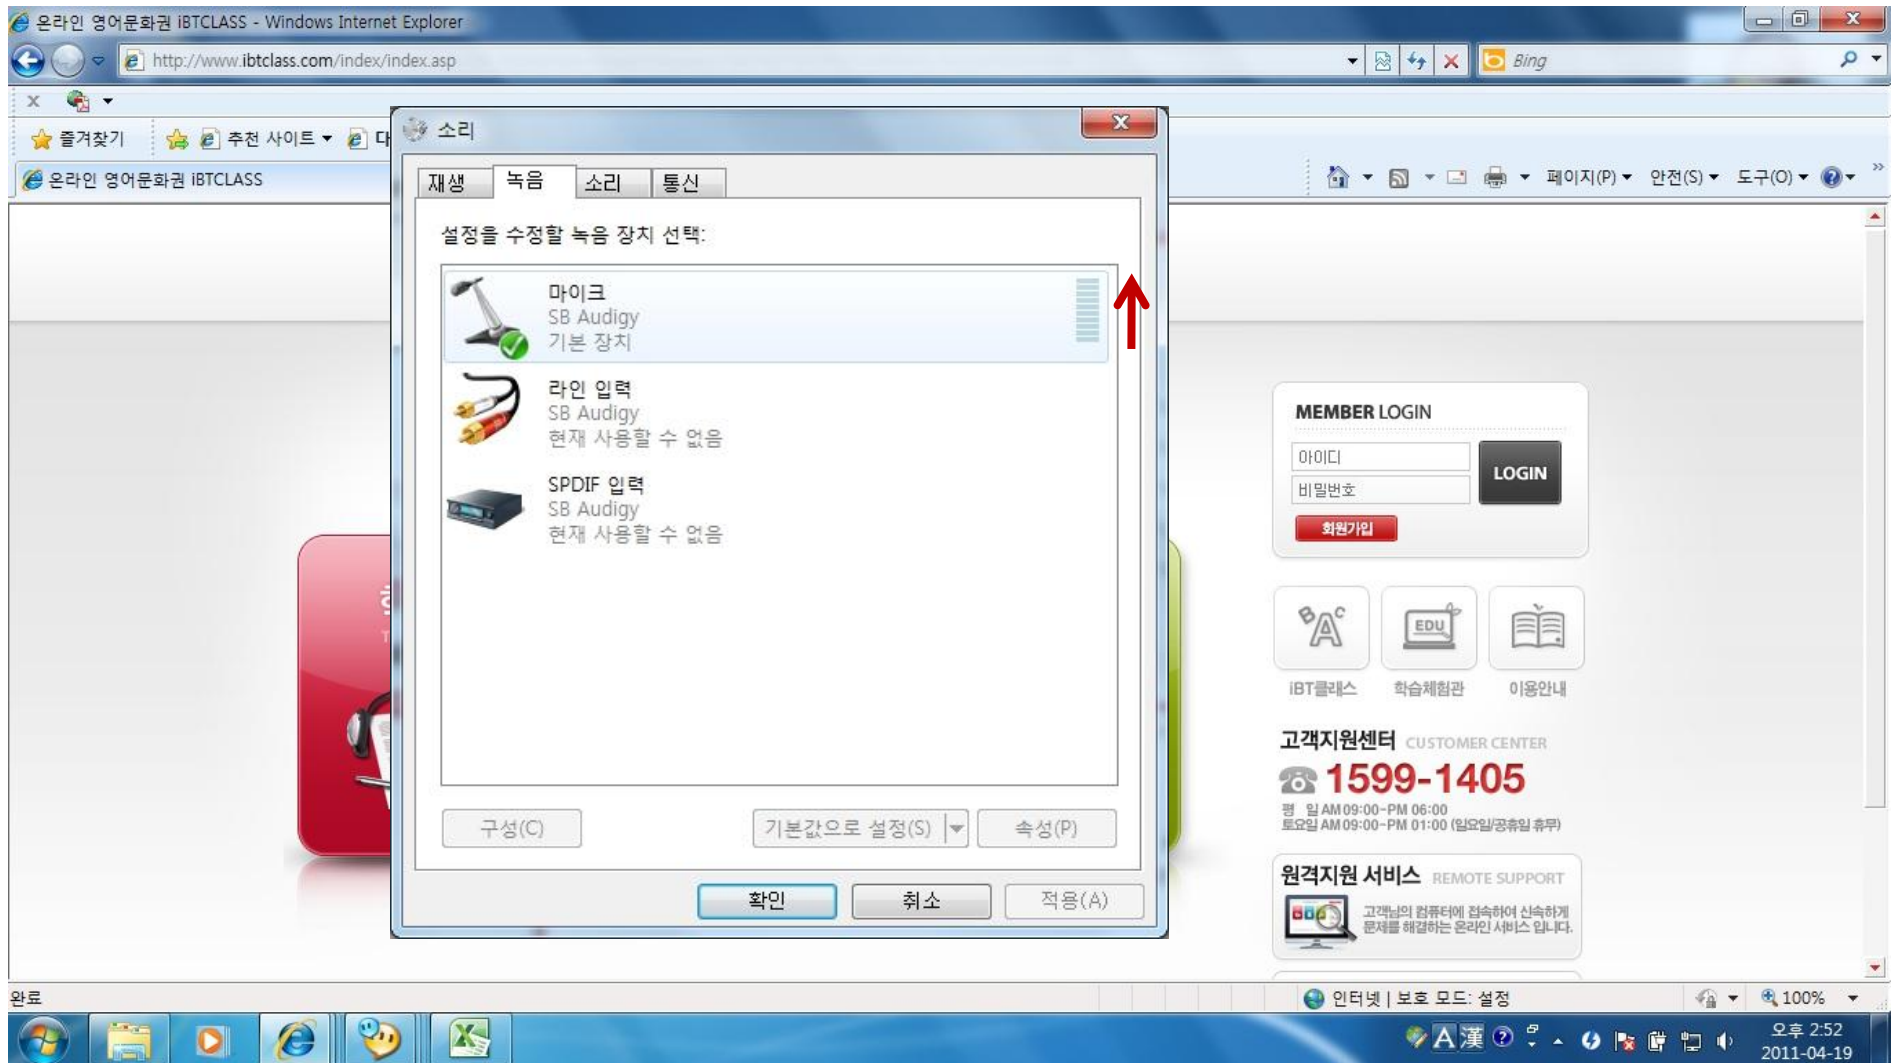 온라인 영어문화권 iBTCLASS - Windows Internet Explorer
http://www.ibtclass.com/index/index.asp
Bing
즐겨찾기
추천 사이트
페이지(P)
안전(S)
도구(O)
온라인 영어문화권 iBTCLASS
소리
재생
녹음
소리
통신
설정을 수정할 녹음 장치 선택:
마이크
SB Audigy
기본 장치
라인 입력
SB Audigy
현재 사용할 수 없음
SPDIF 입력
SB Audigy
현재 사용할 수 없음
구성(C)
기본값으로 설정(S)
속성(P)
확인
취소
적용(A)
MEMBER LOGIN
아이디
비밀번호
LOGIN
회원가입
BAC
EDU
iBT클래스
학습체험관
이용안내
고객지원센터 CUSTOMER CENTER
1599-1405
평 일 AM 09:00-PM 06:00
토요일 AM 09:00-PM 01:00 (일요일/공휴일 휴무)
원격지원 서비스 REMOTE SUPPORT
고객님의 컴퓨터에 접속하여 신속하게
문제를 해결하는 온라인 서비스 입니다.
완료
인터넷 | 보호 모드: 설정
100%
A 漢
오후 2:52
2011-04-19